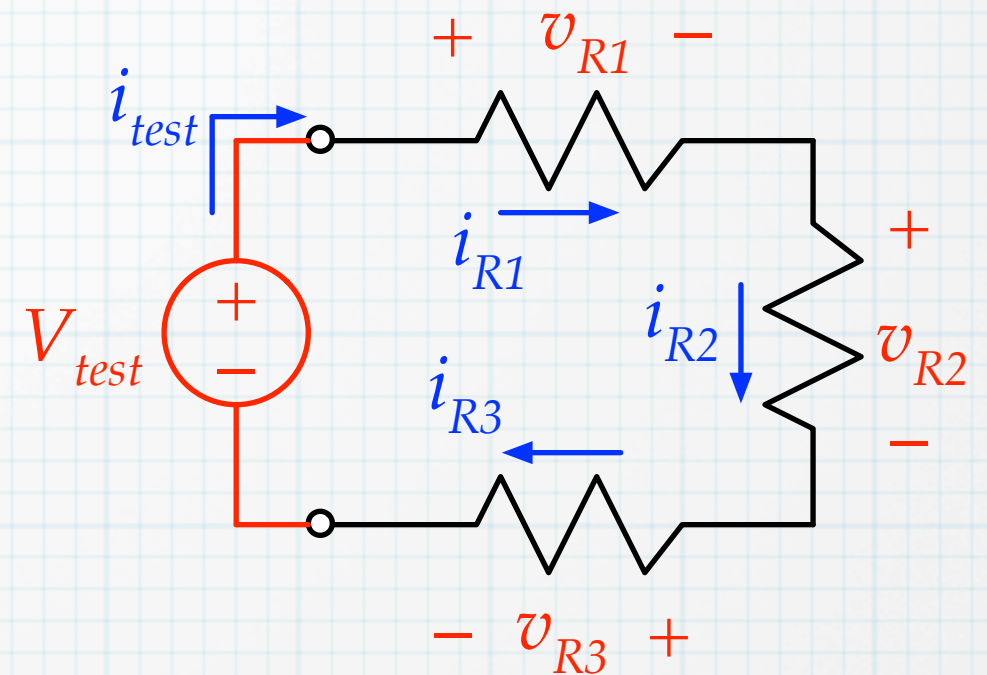 + v_R1 −
i_test
i_R1
+
i_R2
v_R2
−
+
V_test
−
i_R3
− v_R3 +